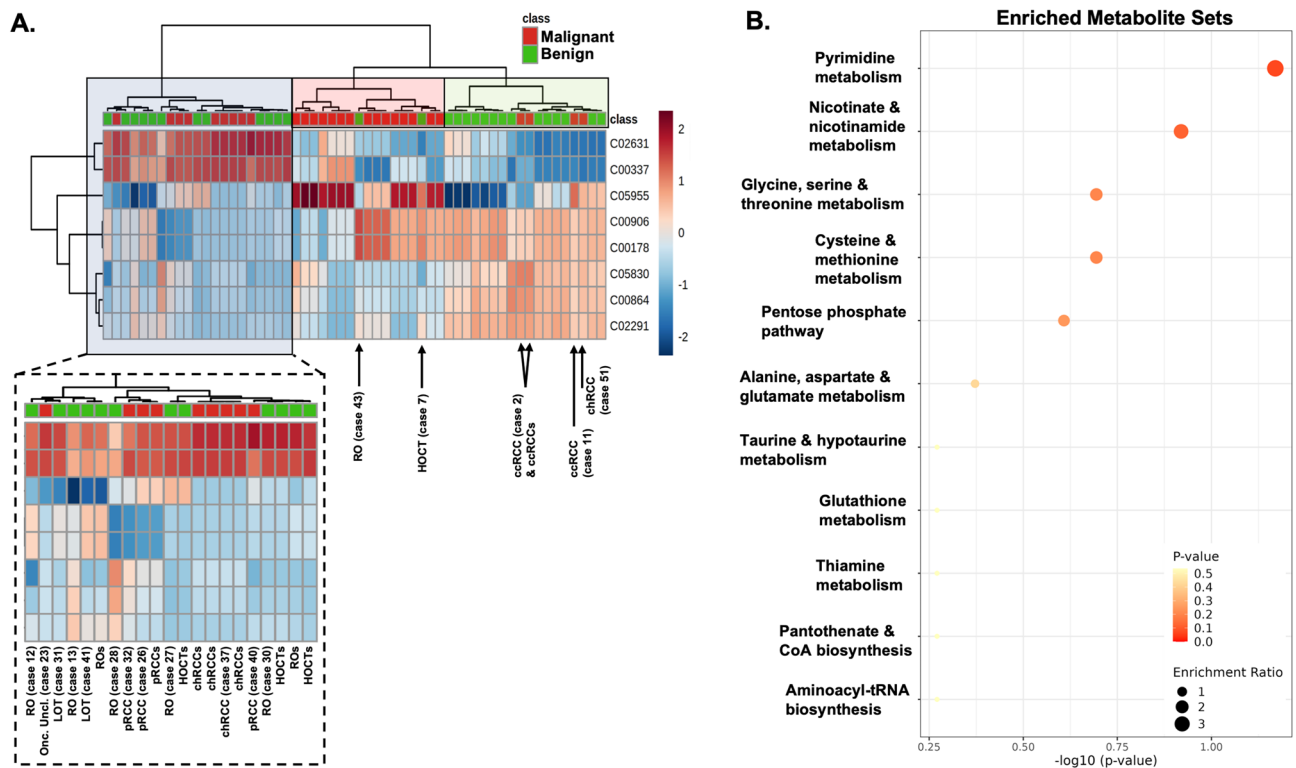 A.
class
Malignant
Benign
class
C02631
C00337
C05955
C00906
C00178
C05830
C00864
C02291
2
1
0
-1
-2
RO (case 43)
HOCT (case 7)
ccRCC (case 2)
& ccRCCs
ccRCC
(case 11)
chRCC
(case 51)
RO (case 12)
Onc. Uncl. (case 23)
LOT (case 31)
RO (case 13)
LOT (case 41)
ROs
RO (case 28)
pRCC (case 32)
pRCC (case 26)
pRCCs
RO (case 27)
HOCTs
chRCCs
chRCCs
chRCC (case 37)
chRCCs
pRCC (case 40)
RO (case 30)
HOCTs
ROs
HOCTs
B.
Enriched Metabolite Sets
Pyrimidine
metabolism
Nicotinate &
nicotinamide
metabolism
Glycine, serine &
threonine metabolism
Cysteine &
methionine
metabolism
Pentose phosphate
pathway
Alanine, aspartate &
glutamate metabolism
Taurine & hypotaurine
metabolism
Glutathione
metabolism
Thiamine
metabolism
Pantothenate &
CoA biosynthesis
Aminoacyl-tRNA
biosynthesis
P-value
0.5
0.4
0.3
0.2
0.1
0.0
Enrichment Ratio
1
2
3
0.25
0.50
0.75
1.00
-log10 (p-value)